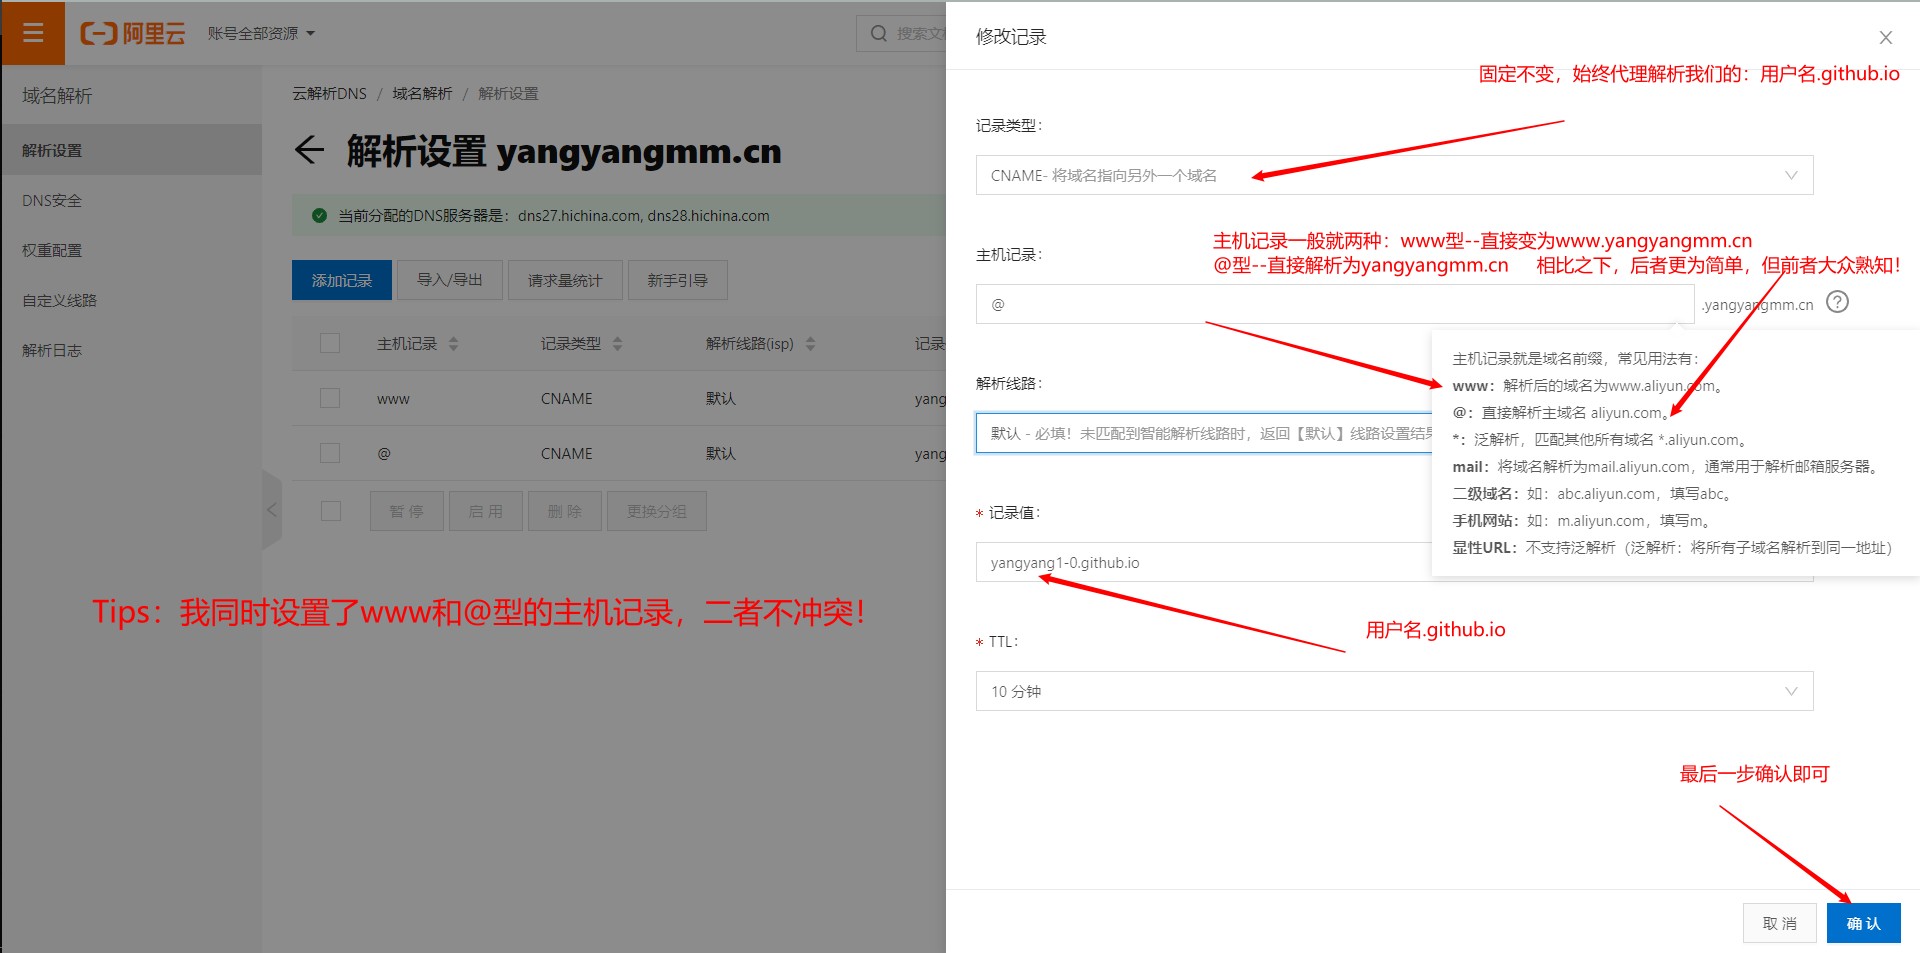 阿里云
账号全部资源
搜索文
域名解析
解析设置
DNS安全
权重配置
自定义线路
解析日志
云解析DNS / 域名解析 / 解析设置
解析设置 yangyangmm.cn
当前分配的DNS服务器是：dns27.hichina.com, dns28.hichina.com
添加记录 导入/导出 请求量统计 新手引导
主机记录 记录类型 解析线路(isp) 记录
www CNAME 默认 yang
@ CNAME 默认 yang
暂停 启用 删除 更换分组
Tips：我同时设置了www和@型的主机记录，二者不冲突！
修改记录
固定不变，始终代理解析我们的：用户名.github.io
记录类型：
CNAME- 将域名指向另外一个域名
主机记录一般就两种：www型--直接变为www.yangyangmm.cn
@型--直接解析为yangyangmm.cn 相比之下，后者更为简单，但前者大众熟知！
主机记录：
@ .yangyangmm.cn ?
主机记录就是域名前缀，常见用法有：
www：解析后的域名为www.aliyun.com。
@：直接解析主域名 aliyun.com。
*：泛解析，匹配其他所有域名 *.aliyun.com。
mail：将域名解析为mail.aliyun.com，通常用于解析邮箱服务器。
二级域名：如：abc.aliyun.com，填写abc。
手机网站：如：m.aliyun.com，填写m。
显性URL：不支持泛解析（泛解析：将所有子域名解析到同一地址）
解析线路：
默认 - 必填！未匹配到智能解析线路时，返回【默认】线路设置结果
* 记录值：
yangyang1-0.github.io
用户名.github.io
* TTL：
10 分钟
最后一步确认即可
取消 确认